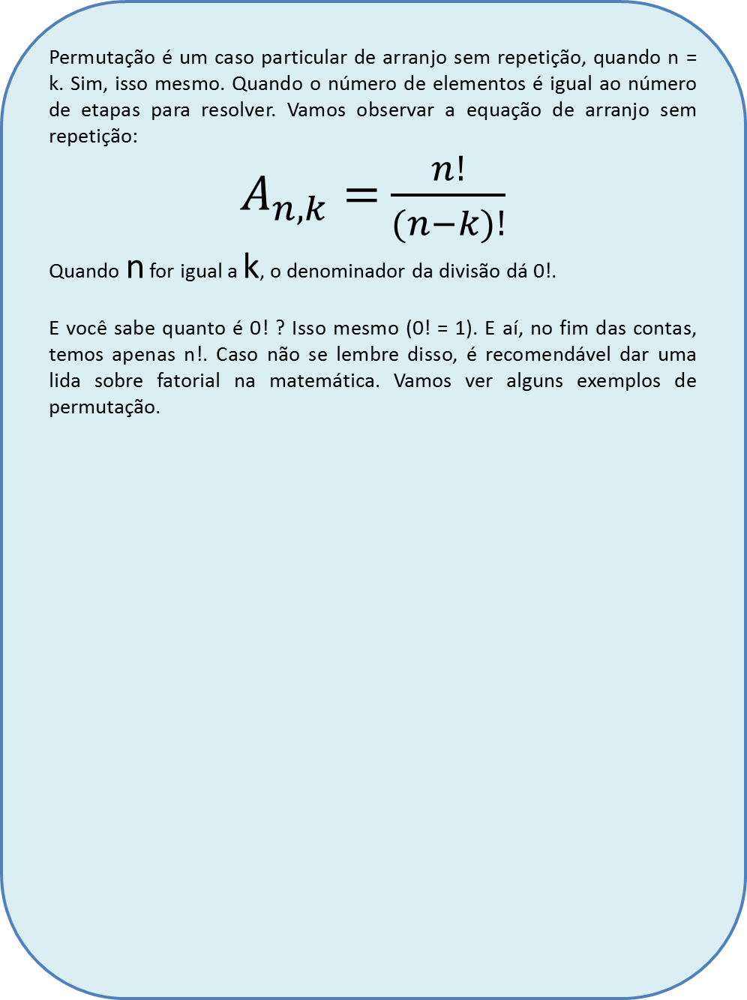 Permutação é um caso particular de arranjo sem repetição, quando n =
k. Sim, isso mesmo. Quando o número de elementos é igual ao número
de etapas para resolver. Vamos observar a equação de arranjo sem
repetição:
A_{n,k} = \frac{n!}{(n-k)!}
Quando n for igual a k, o denominador da divisão dá 0!.
E você sabe quanto é 0! ? Isso mesmo (0! = 1). E aí, no fim das contas,
temos apenas n!. Caso não se lembre disso, é recomendável dar uma
lida sobre fatorial na matemática. Vamos ver alguns exemplos de
permutação.